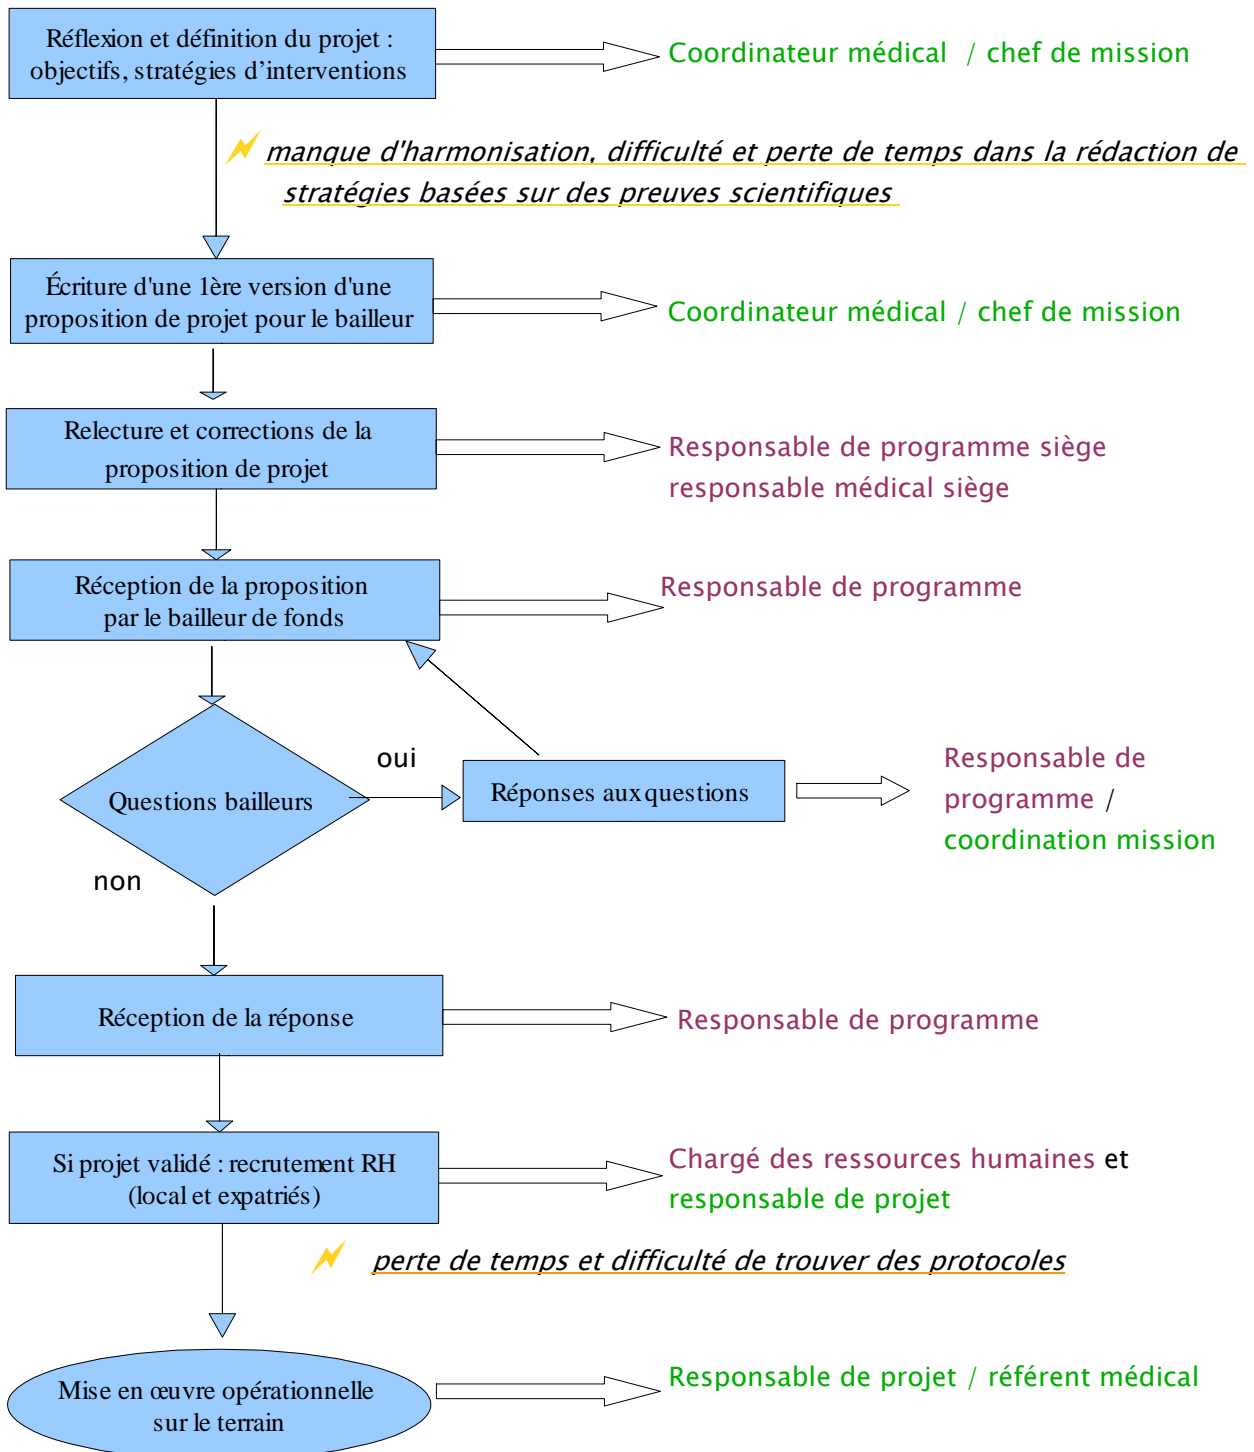 Réflexion et définition du projet :
objectifs, stratégies d'interventions
Coordinateur médical / chef de mission
manque d'harmonisation, difficulté et perte de temps dans la rédaction de
stratégies basées sur des preuves scientifiques
Écriture d'une 1ère version d'une
proposition de projet pour le bailleur
Coordinateur médical / chef de mission
Relecture et corrections de la
proposition de projet
Responsable de programme siège
responsable médical siège
Réception de la proposition
par le bailleur de fonds
Responsable de programme
Questions bailleurs
oui
Réponses aux questions
Responsable de
programme /
coordination mission
non
Réception de la réponse
Responsable de programme
Si projet validé : recrutement RH
(local et expatriés)
Chargé des ressources humaines et
responsable de projet
perte de temps et difficulté de trouver des protocoles
Mise en œuvre opérationnelle
sur le terrain
Responsable de projet / référent médical